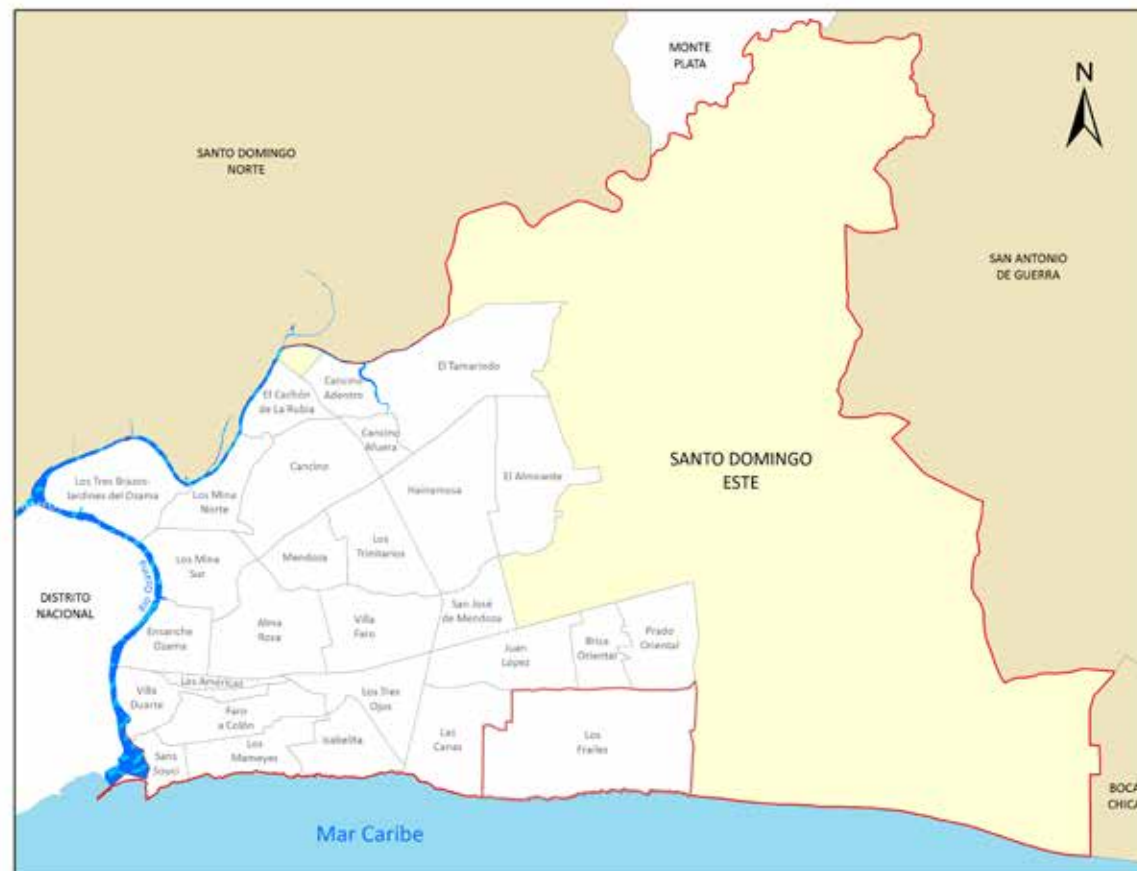 MONTE
PLATA
N
SANTO DOMINGO
NORTE
SAN ANTONIO
DE GUERRA
El Tamarindo
Cancino
Adentro
El Cachón
de La Rubia
Cancino
Afuera
Cancino
SANTO DOMINGO
ESTE
Los Tres Brazos-
Jardines del Ozama
Los Mina
Norte
Hainamosa
El Almirante
Los Mina
Sur
Mendoza
Los
Trinitarios
DISTRITO
NACIONAL
Río Ozama
San José
de Mendoza
Ensanche
Ozama
Alma
Rosa
Villa
Faro
Juan
López
Brisa
Oriental
Prado
Oriental
Las Américas
Villa
Duarte
Los Tres
Ojos
Faro
a Colón
Las
Canas
Los
Frailes
Isabelita
Los
Mameyes
Sans
Souci
BOCA
CHICA
Mar Caribe